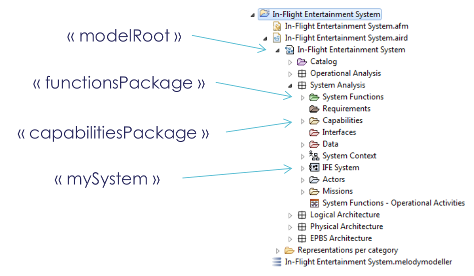 In-Flight Entertainment System
In-Flight Entertainment System.afm
In-Flight Entertainment System.aird
« modelRoot »
In-Flight Entertainment System
Catalog
Operational Analysis
System Analysis
« functionsPackage »
System Functions
Requirements
« capabilitiesPackage »
Capabilities
Interfaces
Data
System Context
« mySystem »
IFE System
Actors
Missions
System Functions - Operational Activities
Logical Architecture
Physical Architecture
EPBS Architecture
Representations per category
In-Flight Entertainment System.melodymodeller